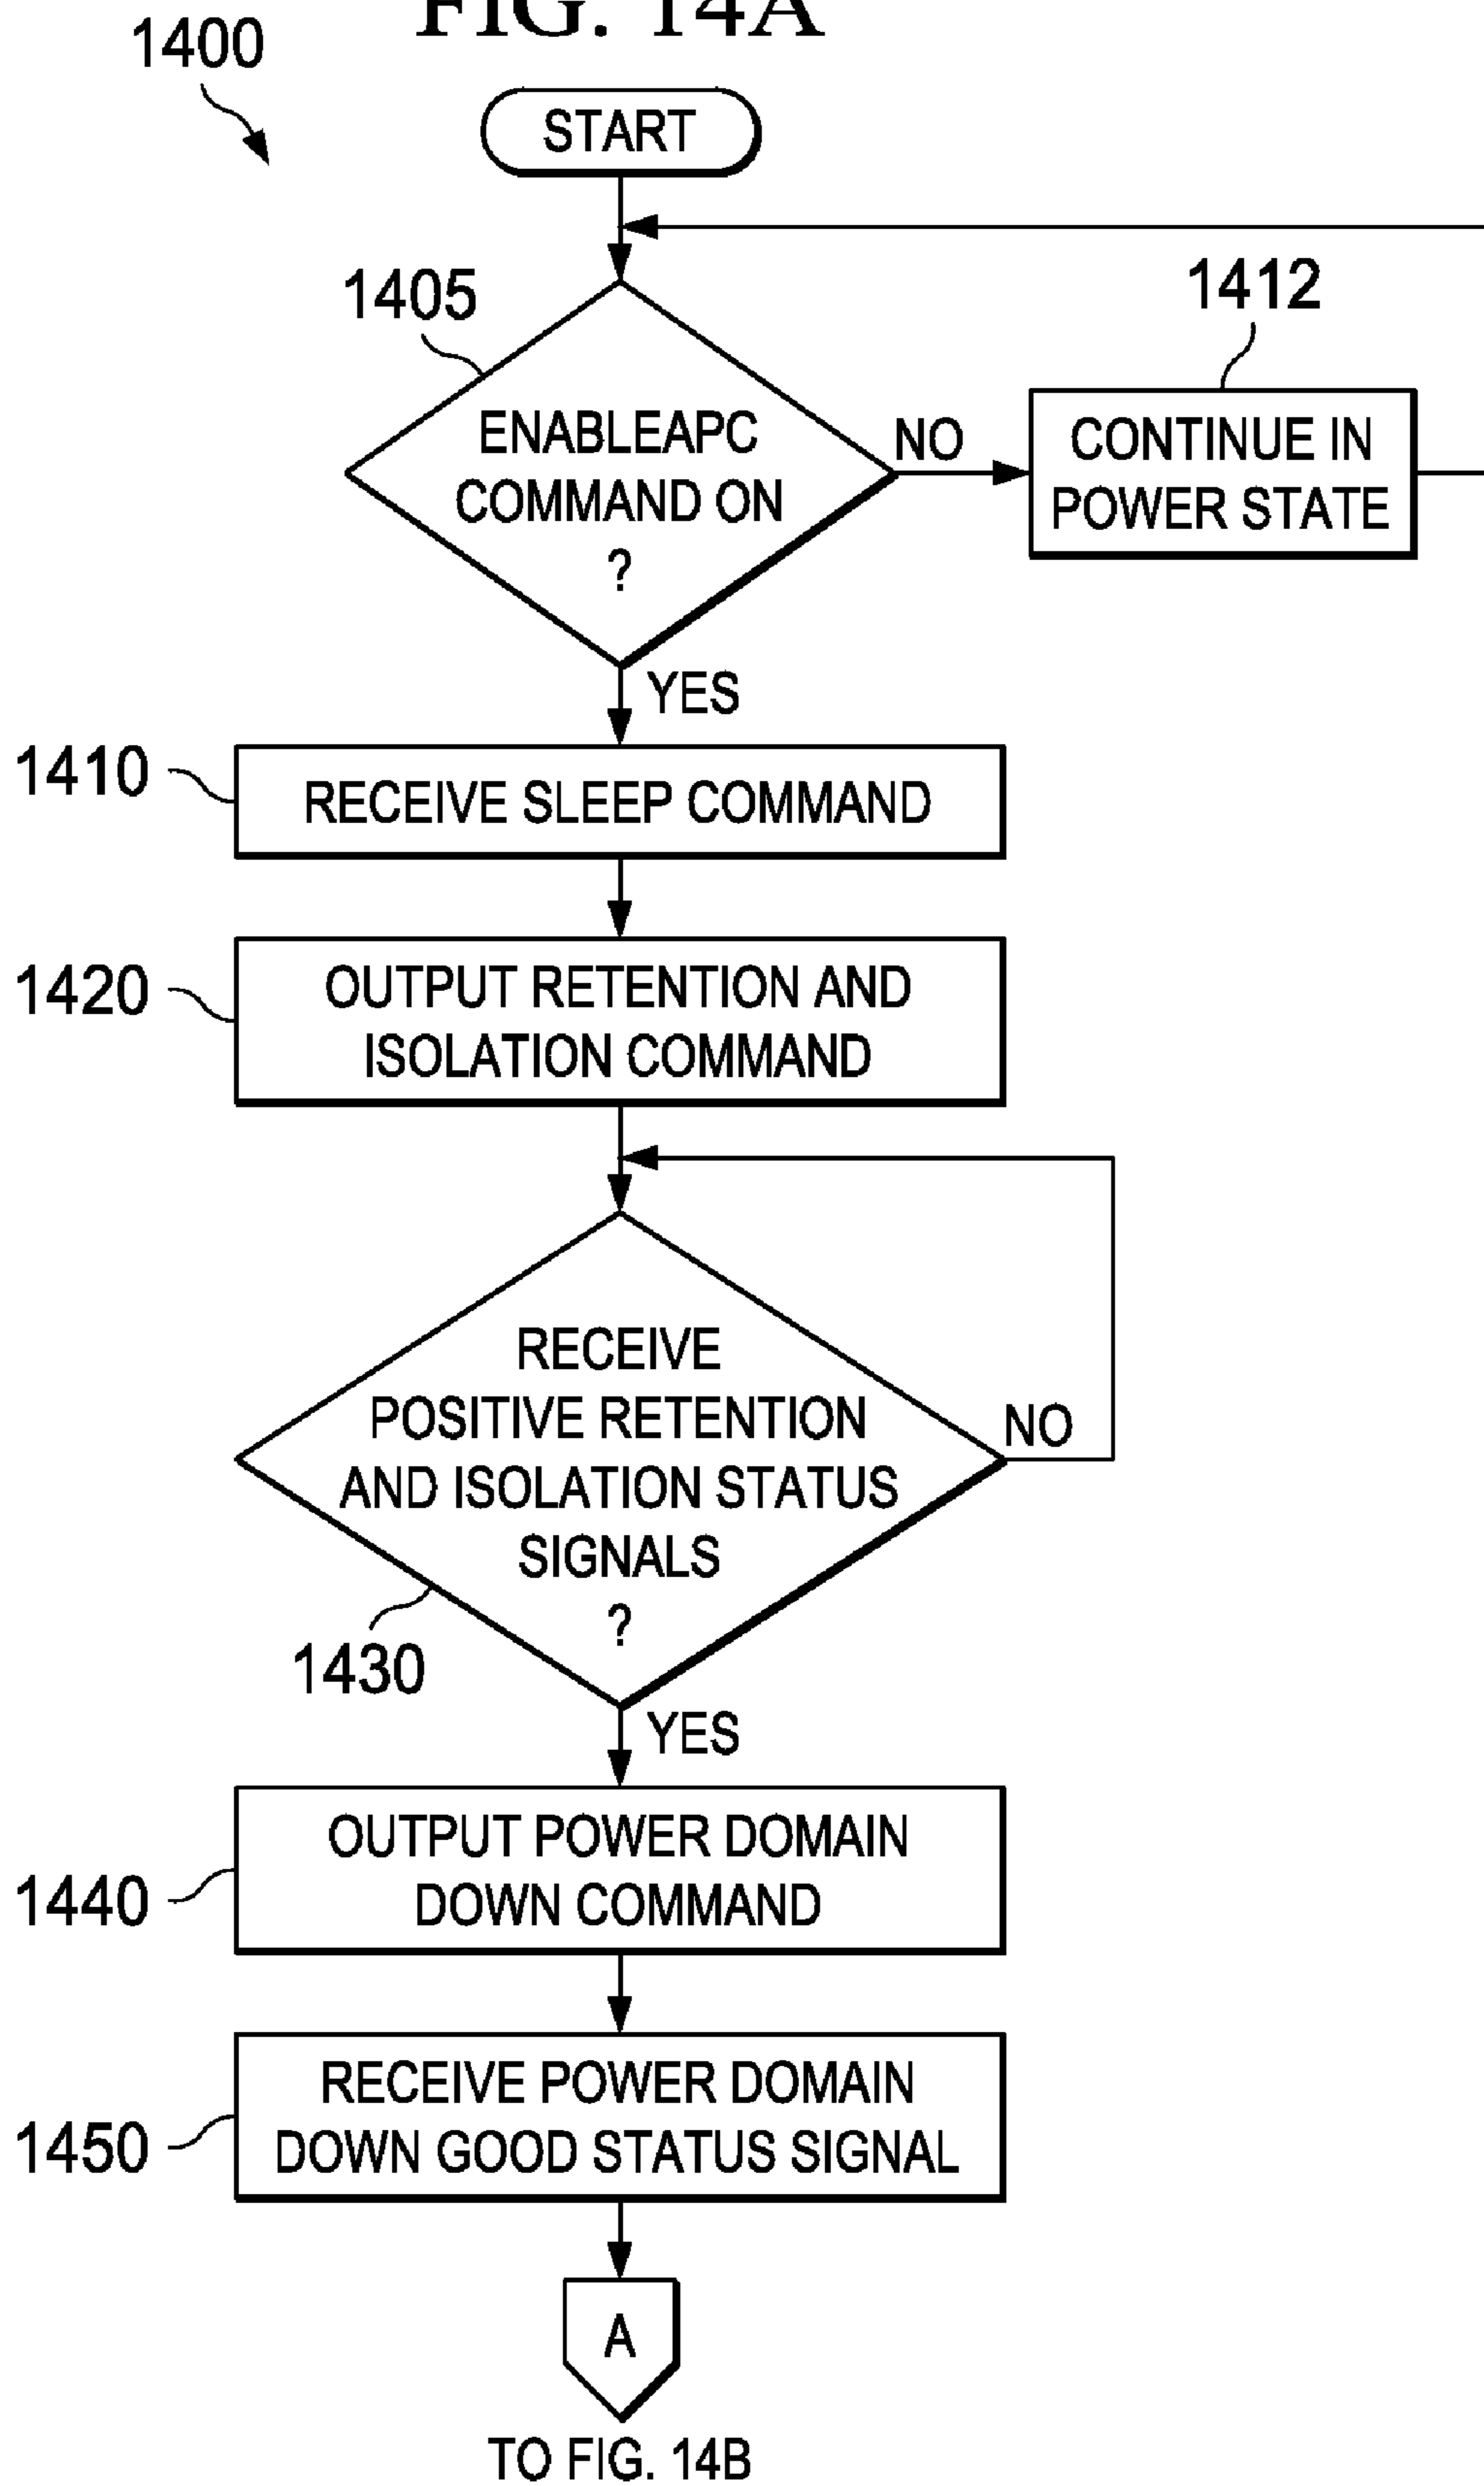 FIG. 14A
1400
START
1405
ENABLEAPC
COMMAND ON
?
NO
1412
CONTINUE IN
POWER STATE
YES
1410
RECEIVE SLEEP COMMAND
1420
OUTPUT RETENTION AND
ISOLATION COMMAND
RECEIVE
POSITIVE RETENTION
AND ISOLATION STATUS
SIGNALS
?
NO
1430
YES
1440
OUTPUT POWER DOMAIN
DOWN COMMAND
1450
RECEIVE POWER DOMAIN
DOWN GOOD STATUS SIGNAL
A
TO FIG. 14B